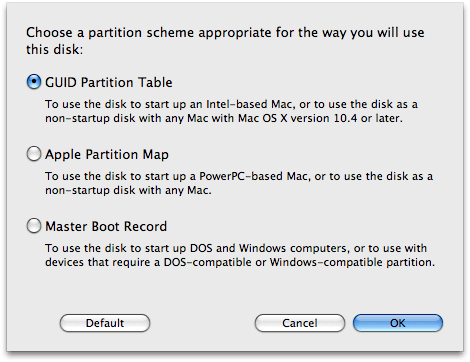 Choose a partition scheme appropriate for the way you will use
this disk:
GUID Partition Table
To use the disk to start up an Intel-based Mac, or to use the disk as a
non-startup disk with any Mac with Mac OS X version 10.4 or later.
Apple Partition Map
To use the disk to start up a PowerPC-based Mac, or to use the disk as a
non-startup disk with any Mac.
Master Boot Record
To use the disk to start up DOS and Windows computers, or to use with
devices that require a DOS-compatible or Windows-compatible partition.
Default
Cancel
OK